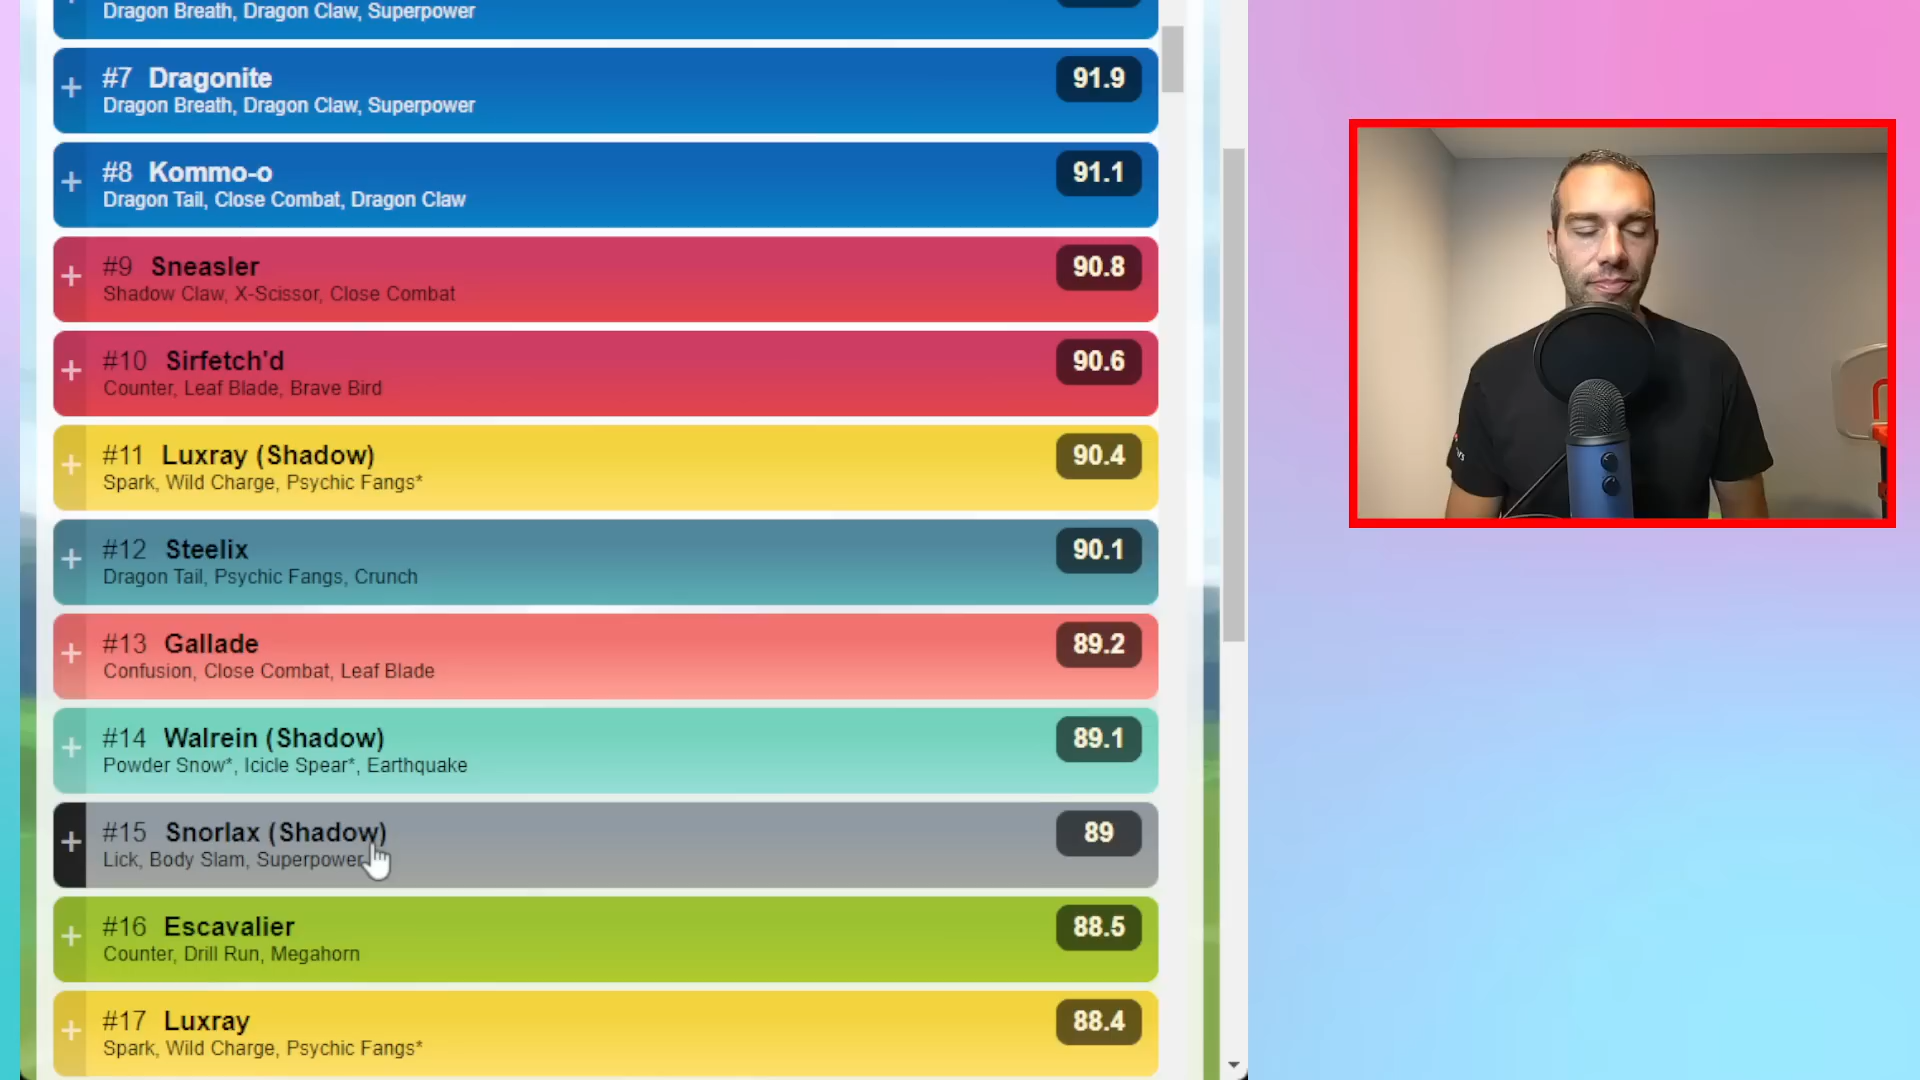 Dragon Breath, Dragon Claw, Superpower
#7 Dragonite
91.9
Dragon Breath, Dragon Claw, Superpower
#8 Kommo-o
91.1
Dragon Tail, Close Combat, Dragon Claw
#9 Sneasler
90.8
Shadow Claw, X-Scissor, Close Combat
#10 Sirfetch'd
90.6
Counter, Leaf Blade, Brave Bird
#11 Luxray (Shadow)
90.4
Spark, Wild Charge, Psychic Fangs*
#12 Steelix
90.1
Dragon Tail, Psychic Fangs, Crunch
#13 Gallade
89.2
Confusion, Close Combat, Leaf Blade
#14 Walrein (Shadow)
89.1
Powder Snow*, Icicle Spear*, Earthquake
#15 Snorlax (Shadow)
89
Lick, Body Slam, Superpower
#16 Escavalier
88.5
Counter, Drill Run, Megahorn
#17 Luxray
88.4
Spark, Wild Charge, Psychic Fangs*